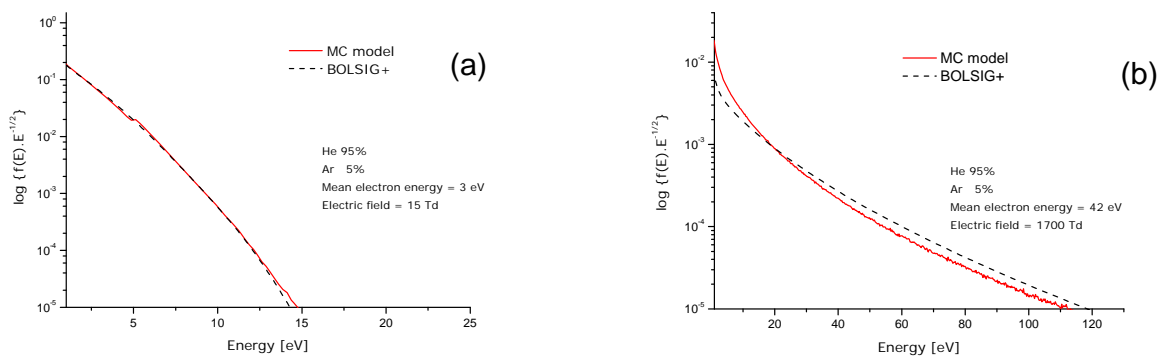 10⁰
10⁻¹
10⁻²
10⁻³
10⁻⁴
10⁻⁵
log {f(E).E⁻¹/²}
MC model
BOLSIG+
(a)
He 95%
Ar 5%
Mean electron energy = 3 eV
Electric field = 15 Td
5 10 15 20 25
Energy [eV]
10⁻²
10⁻³
10⁻⁴
10⁻⁵
log {f(E).E⁻¹/²}
MC model
BOLSIG+
(b)
He 95%
Ar 5%
Mean electron energy = 42 eV
Electric field = 1700 Td
20 40 60 80 100 120
Energy [eV]